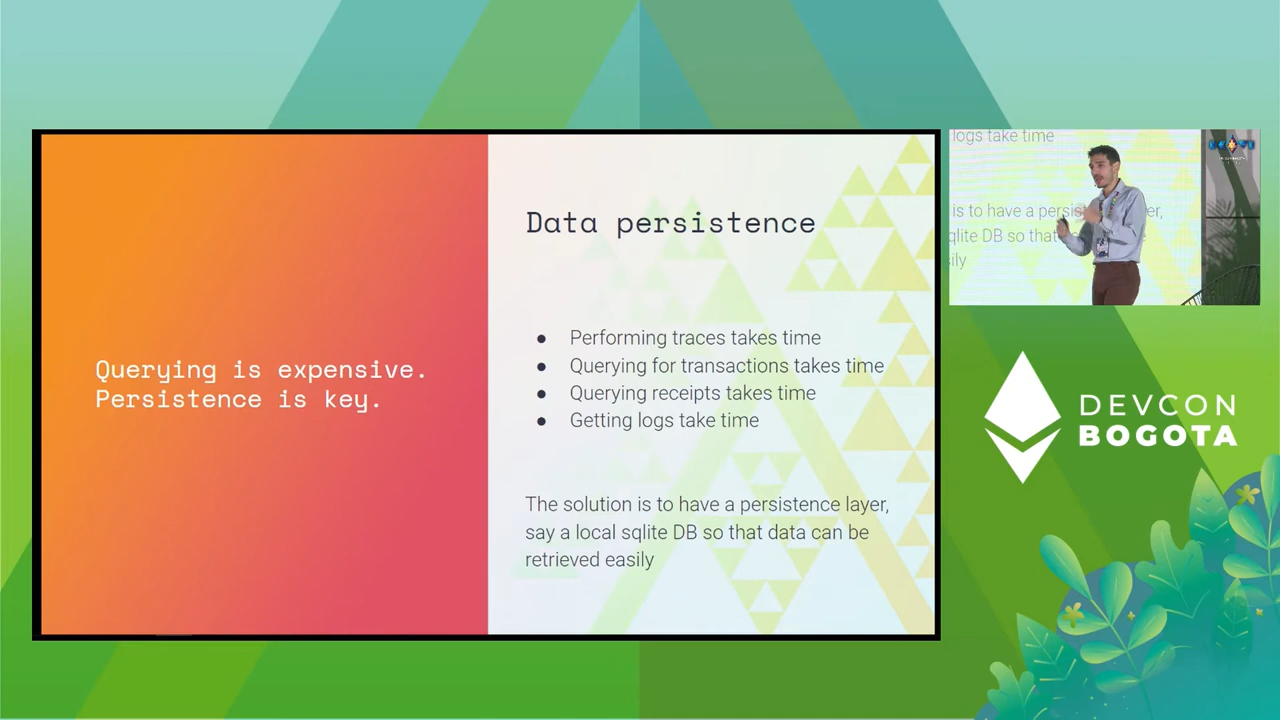 Querying is expensive.
Persistence is key.
Data persistence
● Performing traces takes time
● Querying for transactions takes time
● Querying receipts takes time
● Getting logs take time
The solution is to have a persistence layer,
say a local sqlite DB so that data can be
retrieved easily
logs take time
is to have a persis er,
qlite DB so that
ily
DEVCON
BOGOTA